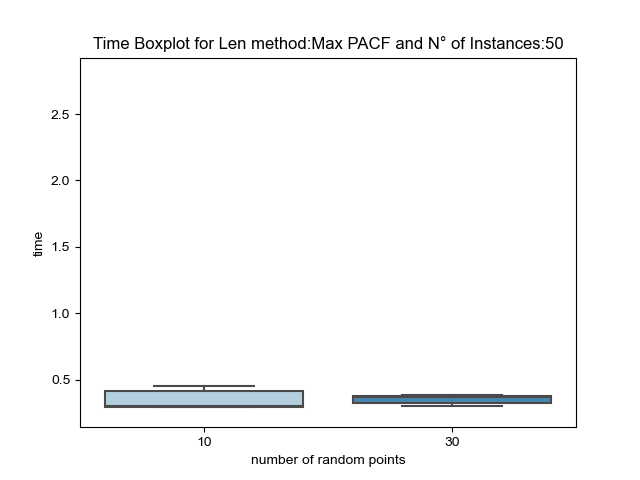 Time Boxplot for Len method:Max PACF and N° of Instances:50
2.5
2.0
1.5
1.0
0.5
time
10
30
number of random points